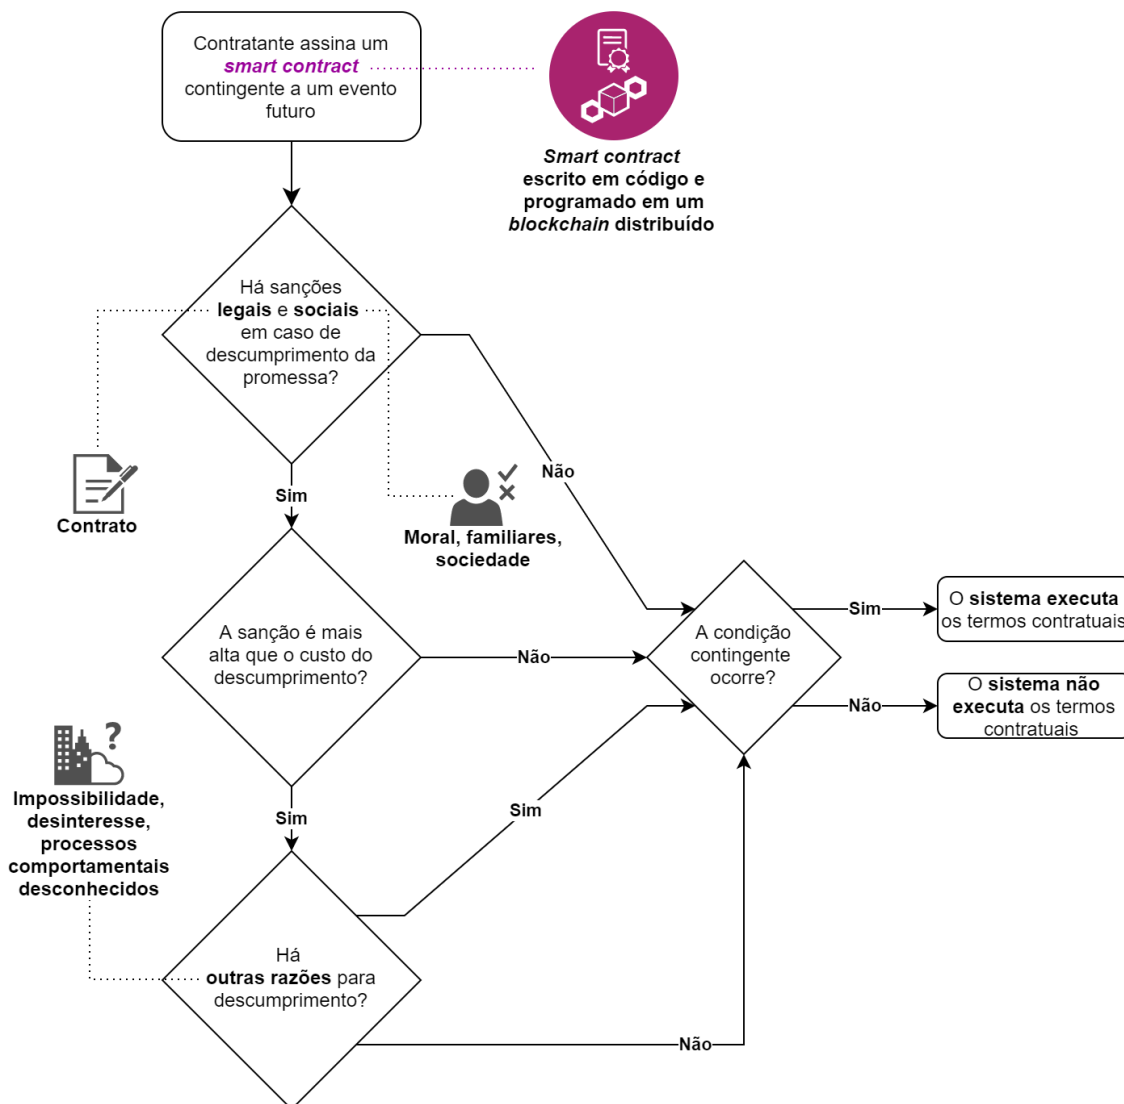 Contratante assina um
smart contract
contingente a um evento
futuro
Smart contract
escrito em código e
programado em um
blockchain distribuído
Há sanções
legais e sociais
em caso de
descumprimento da
promessa?
Não
Sim
Contrato
Moral, familiares,
sociedade
A sanção é mais
alta que o custo do
descumprimento?
Não
A condição
contingente
ocorre?
Sim
O sistema executa
os termos contratuais
Não
O sistema não
executa os termos
contratuais
?
Impossibilidade,
desinteresse,
processos
comportamentais
desconhecidos
Sim
Sim
Há
outras razões para
descumprimento?
Não